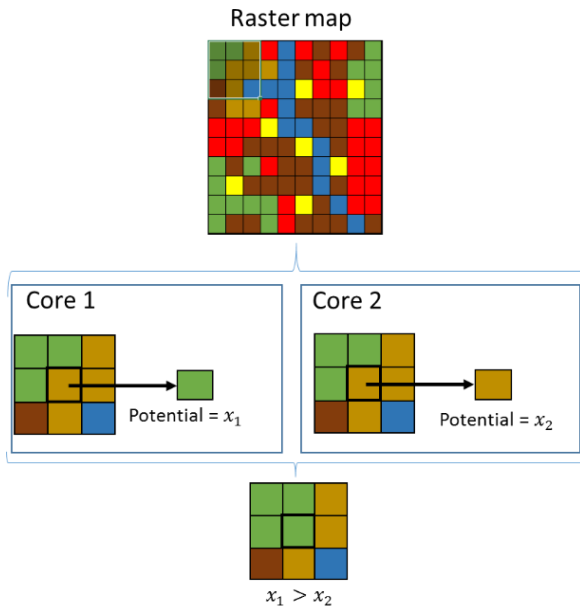 Raster map
Core 1
Core 2
Potential = x₁
Potential = x₂
x₁ > x₂